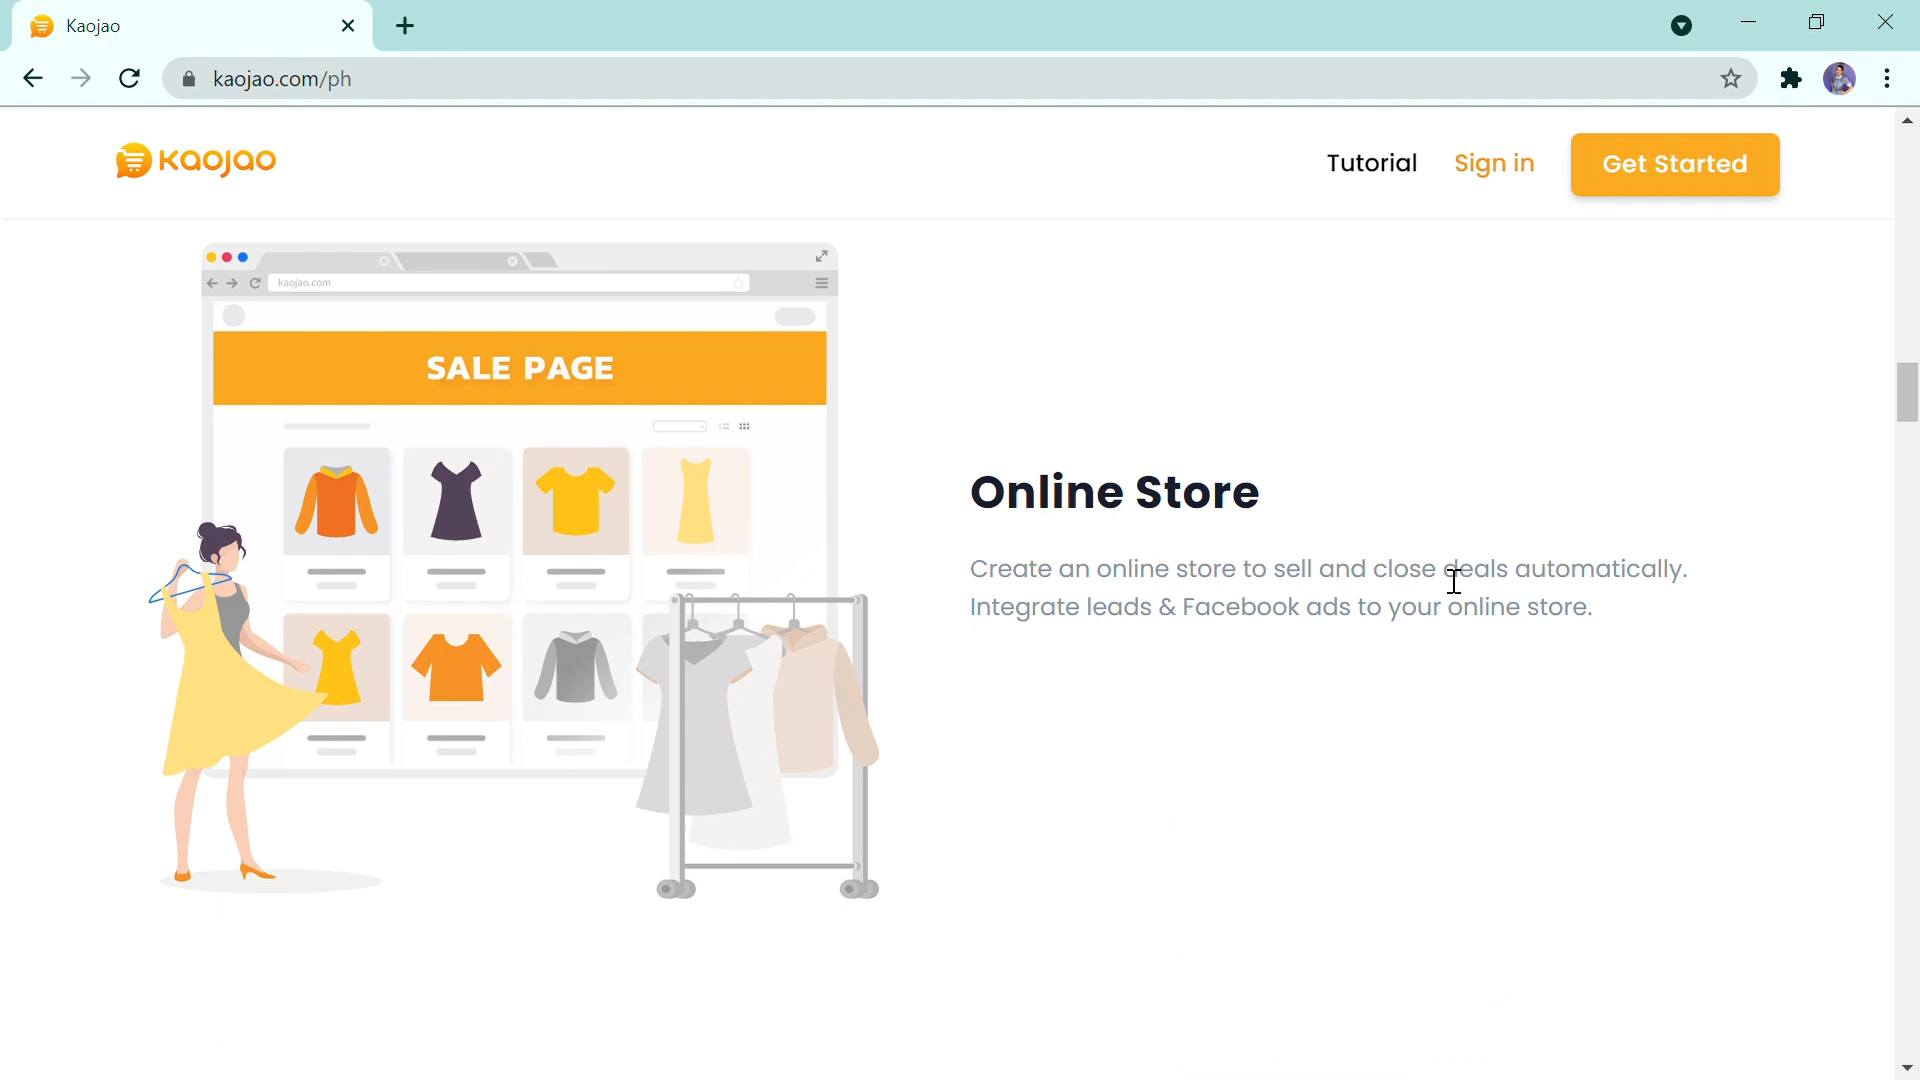 Kaojao
kaojao.com/ph
kaojao
Tutorial
Sign in
Get Started
kaojao.com
SALE PAGE
Online Store
Create an online store to sell and close deals automatically.
Integrate leads & Facebook ads to your online store.